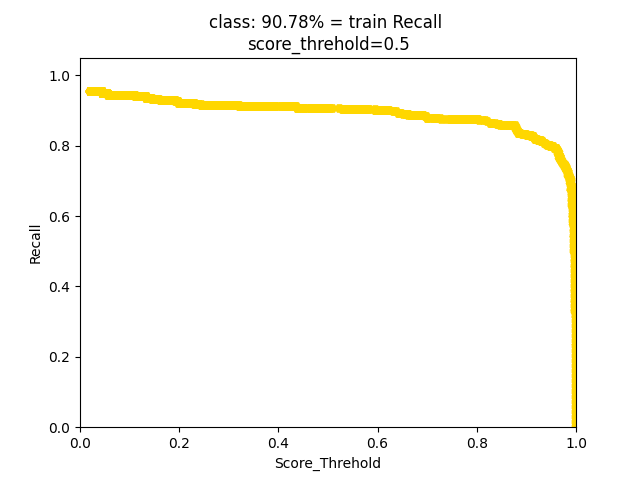 class: 90.78% = train Recall
score_threhold=0.5
Recall
1.0
0.8
0.6
0.4
0.2
0.0
0.0 0.2 0.4 0.6 0.8 1.0
Score_Threhold